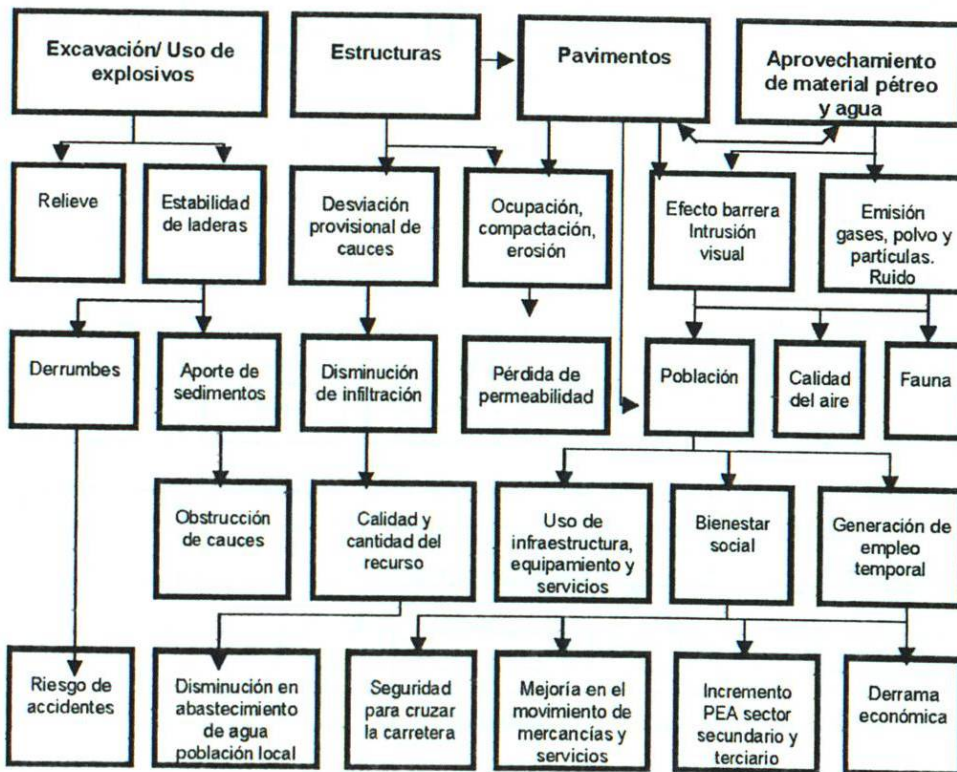 Excavación/ Uso de
explosivos
Estructuras
Pavimentos
Aprovechamiento
de material pétreo
y agua
Relieve
Estabilidad
de laderas
Desviación
provisional de
cauces
Ocupación,
compactación,
erosión
Efecto barrera
Intrusión
visual
Emisión
gases, polvo y
partículas.
Ruido
Derrumbes
Aporte de
sedimentos
Disminución
de infiltración
Pérdida de
permeabilidad
Población
Calidad
del aire
Fauna
Obstrucción
de cauces
Calidad y
cantidad del
recurso
Uso de
infraestructura,
equipamiento y
servicios
Bienestar
social
Generación de
empleo
temporal
Riesgo de
accidentes
Disminución en
abastecimiento
de agua
población local
Seguridad
para cruzar
la carretera
Mejoría en el
movimiento de
mercancías y
servicios
Incremento
PEA sector
secundario y
terciario
Derrama
económica